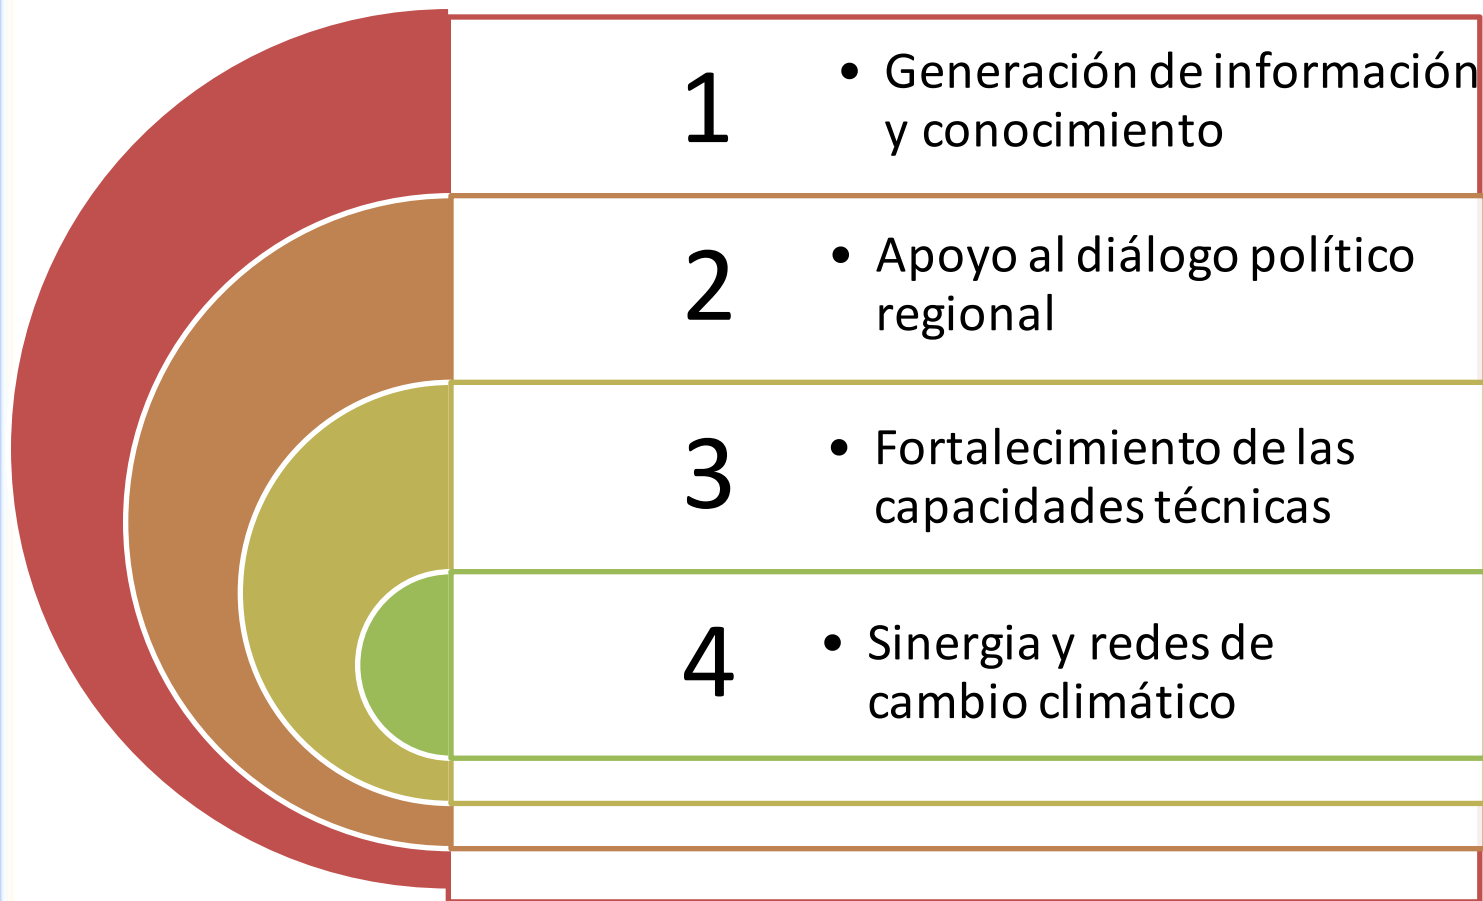 1
• Generación de información
y conocimiento
2
• Apoyo al diálogo político
regional
3
• Fortalecimiento de las
capacidades técnicas
4
• Sinergia y redes de
cambio climático